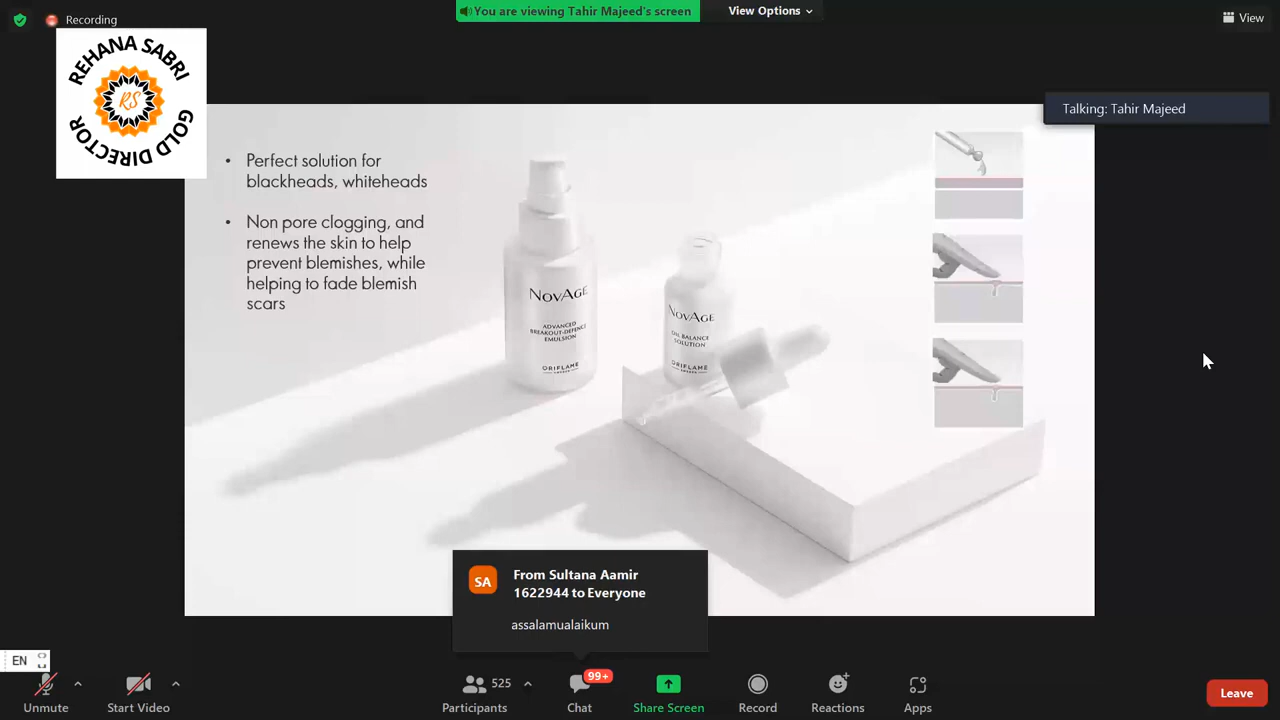 Recording
You are viewing Tahir Majeed's screen
View Options
View
REHANA SABRI
RS
GOLD DIRECTOR
Talking: Tahir Majeed
• Perfect solution for
blackheads, whiteheads
• Non pore clogging, and
renews the skin to help
prevent blemishes, while
helping to fade blemish
scars
NOVAGE
ADVANCED
BREAKOUT-DEFENCE
EMULSION
ORIFLAME
SWEDEN
NOVAGE
OIL BALANCE
SOLUTION
ORIFLAME
SWEDEN
SA
From Sultana Aamir
1622944 to Everyone
assalamualaikum
EN
Unmute
Start Video
525
Participants
99+
Chat
Share Screen
Record
Reactions
Apps
Leave